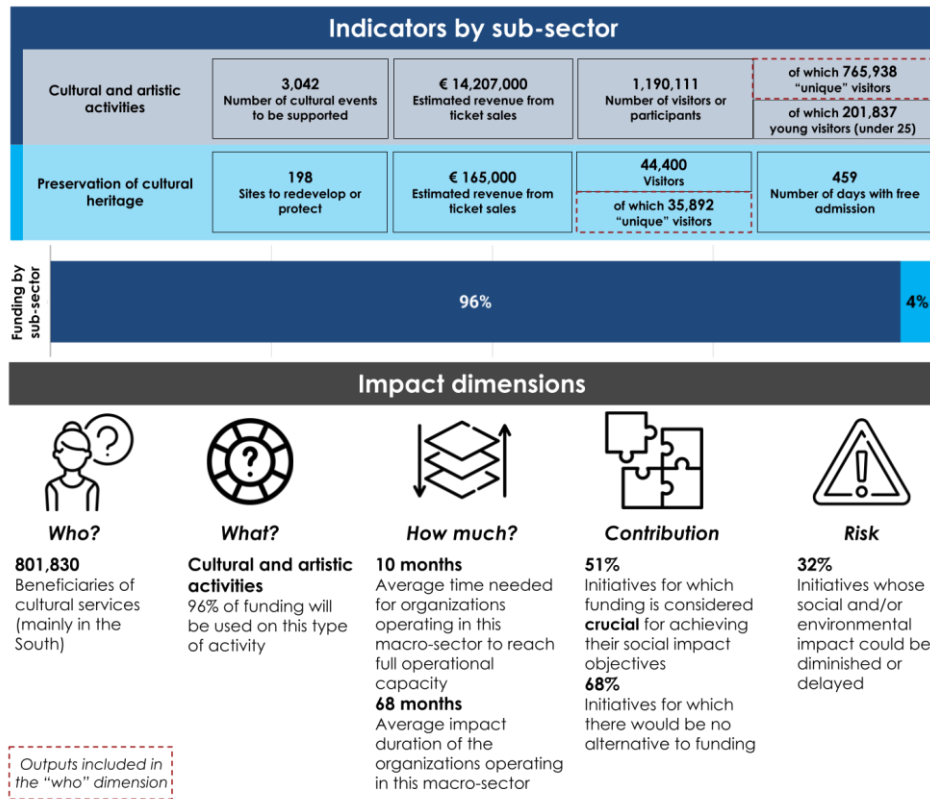 Indicators by sub-sector
Cultural and artistic
activities
3,042
Number of cultural events
to be supported
€ 14,207,000
Estimated revenue from
ticket sales
1,190,111
Number of visitors or
participants
of which 765,938
"unique" visitors
of which 201,837
young visitors (under 25)
Preservation of cultural
heritage
198
Sites to redevelop or
protect
€ 165,000
Estimated revenue from
ticket sales
44,400
Visitors
of which 35,892
"unique" visitors
459
Number of days with free
admission
Funding by
sub-sector
96%
4%
Impact dimensions
?
Who?
801,830
Beneficiaries of
cultural services
(mainly in the
South)
?
What?
Cultural and artistic
activities
96% of funding will
be used on this type
of activity
How much?
10 months
Average time needed
for organizations
operating in this
macro-sector to reach
full operational
capacity
68 months
Average impact
duration of the
organizations operating
in this macro-sector
Contribution
51%
Initiatives for which
funding is considered
crucial for achieving
their social impact
objectives
68%
Initiatives for which
there would be no
alternative to funding
!
Risk
32%
Initiatives whose
social and/or
environmental
impact could be
diminished or
delayed
Outputs included in
the "who" dimension